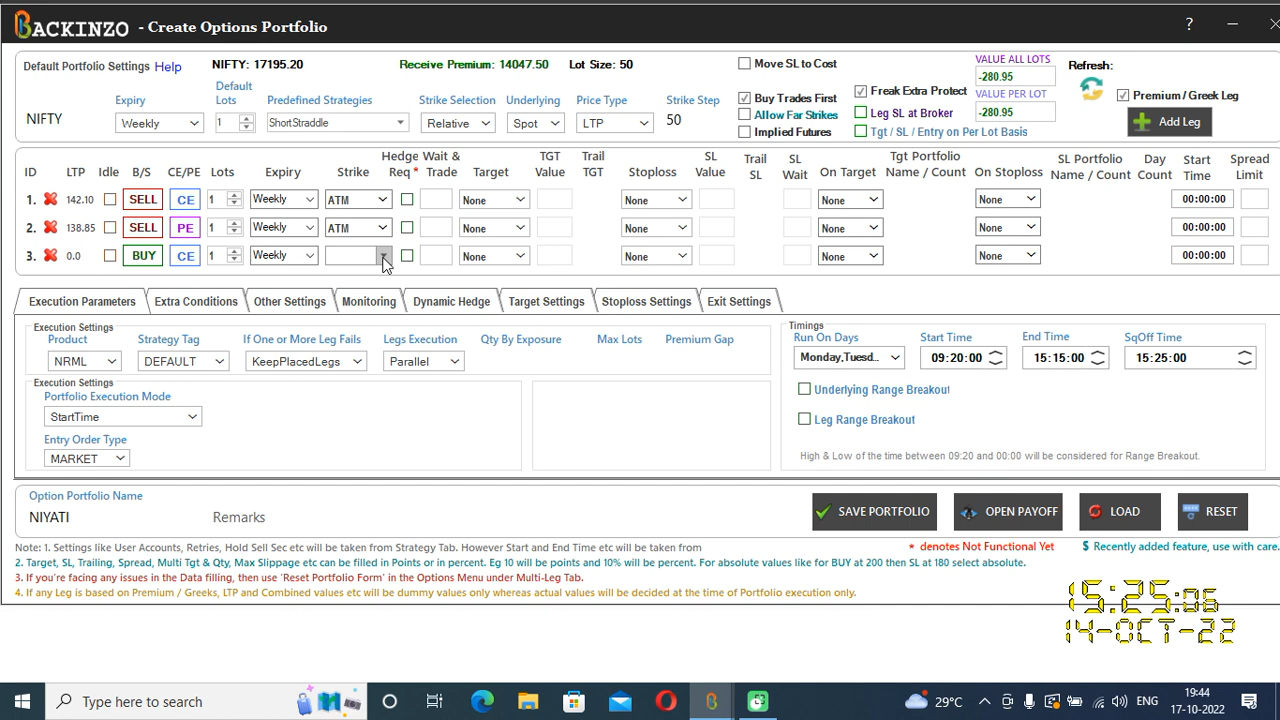 BACKINZO - Create Options Portfolio ?
Default Portfolio Settings Help NIFTY: 17195.20 Receive Premium: 14047.50 Lot Size: 50 Move SL to Cost VALUE ALL LOTS Refresh:
-280.95
Default Lots
Expiry Predefined Strategies Strike Selection Underlying Price Type Strike Step Buy Trades First Freak Extra Protect VALUE PER LOT Premium / Greek Leg
NIFTY Weekly 1 ShortStraddle Relative Spot LTP 50 Allow Far Strikes Leg SL at Broker -280.95 Add Leg
Implied Futures Tgt / SL / Entry on Per Lot Basis
ID LTP Idle B/S CE/PE Lots Expiry Strike Hedge Req * Wait & Trade Target TGT Value Trail TGT Stoploss SL Value Trail SL SL Wait On Target Tgt Portfolio Name / Count On Stoploss SL Portfolio Name / Count Day Count Start Time Spread Limit
1. 142.10 SELL CE 1 Weekly ATM None None None None 00:00:00
2. 138.85 SELL PE 1 Weekly ATM None None None None 00:00:00
3. 0.0 BUY CE 1 Weekly None None None None 00:00:00
Execution Parameters Extra Conditions Other Settings Monitoring Dynamic Hedge Target Settings Stoploss Settings Exit Settings
Execution Settings Timings
Product Strategy Tag If One or More Leg Fails Legs Execution Qty By Exposure Max Lots Premium Gap Run On Days Start Time End Time SqOff Time
NRML DEFAULT KeepPlacedLegs Parallel Monday,Tuesd... 09:20:00 15:15:00 15:25:00
Execution Settings
Portfolio Execution Mode Underlying Range Breakout
StartTime Leg Range Breakout
Entry Order Type
MARKET High & Low of the time between 09:20 and 00:00 will be considered for Range Breakout.
Option Portfolio Name
NIYATI Remarks SAVE PORTFOLIO OPEN PAYOFF LOAD RESET
Note: 1. Settings like User Accounts, Retries, Hold Sell Sec etc will be taken from Strategy Tab. However Start and End Time etc will be taken from * denotes Not Functional Yet $ Recently added feature, use with care.
2. Target, SL, Trailing, Spread, Multi Tgt & Qty, Max Slippage etc can be filled in Points or in percent. Eg 10 will be points and 10% will be percent. For absolute values like for BUY at 200 then SL at 180 select absolute.
3. If you're facing any issues in the Data filling, then use 'Reset Portfolio Form' in the Options Menu under Multi-Leg Tab.
4. If any Leg is based on Premium / Greeks, LTP and Combined values etc will be dummy values only whereas actual values will be decided at the time of Portfolio execution only.
15:25:06
14-OCT-22
Type here to search 29°C ENG 19:44
17-10-2022